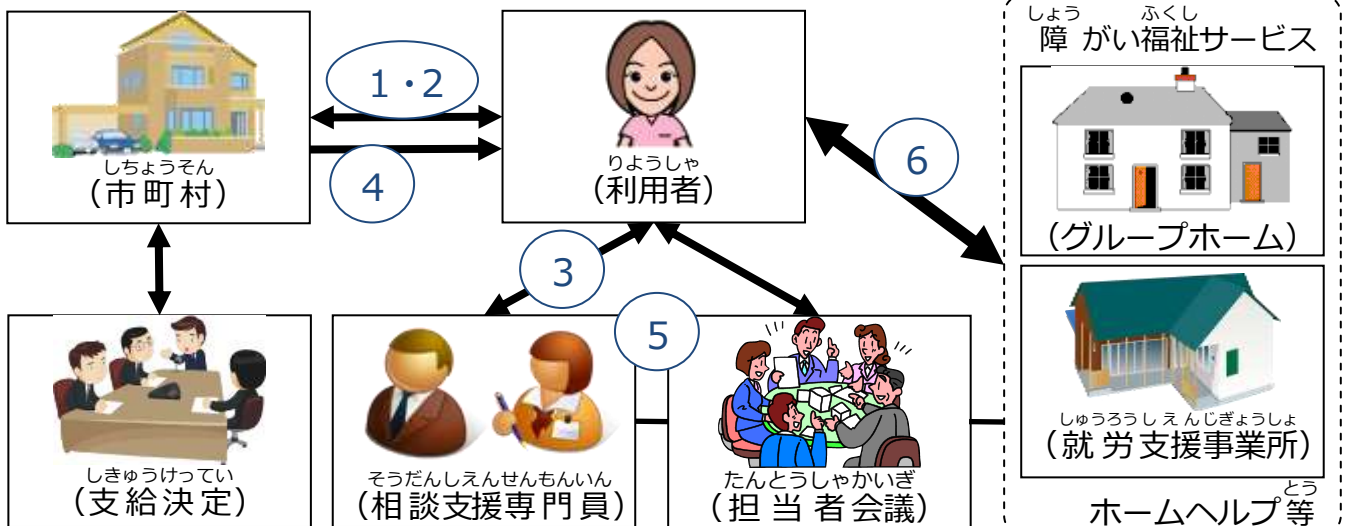 しょう ふくし
障がい福祉サービス
1・2
4
6
しちょうそん
（市町村）
りようしゃ
（利用者）
（グループホーム）
3
5
しゅうろうしえんじぎょうしょ
（就労支援事業所）
しきゅうけってい
（支給決定）
そうだんしえんせんもんいん
（相談支援専門員）
たんとうしゃかいぎ
（担当者会議）
とう
ホームヘルプ等